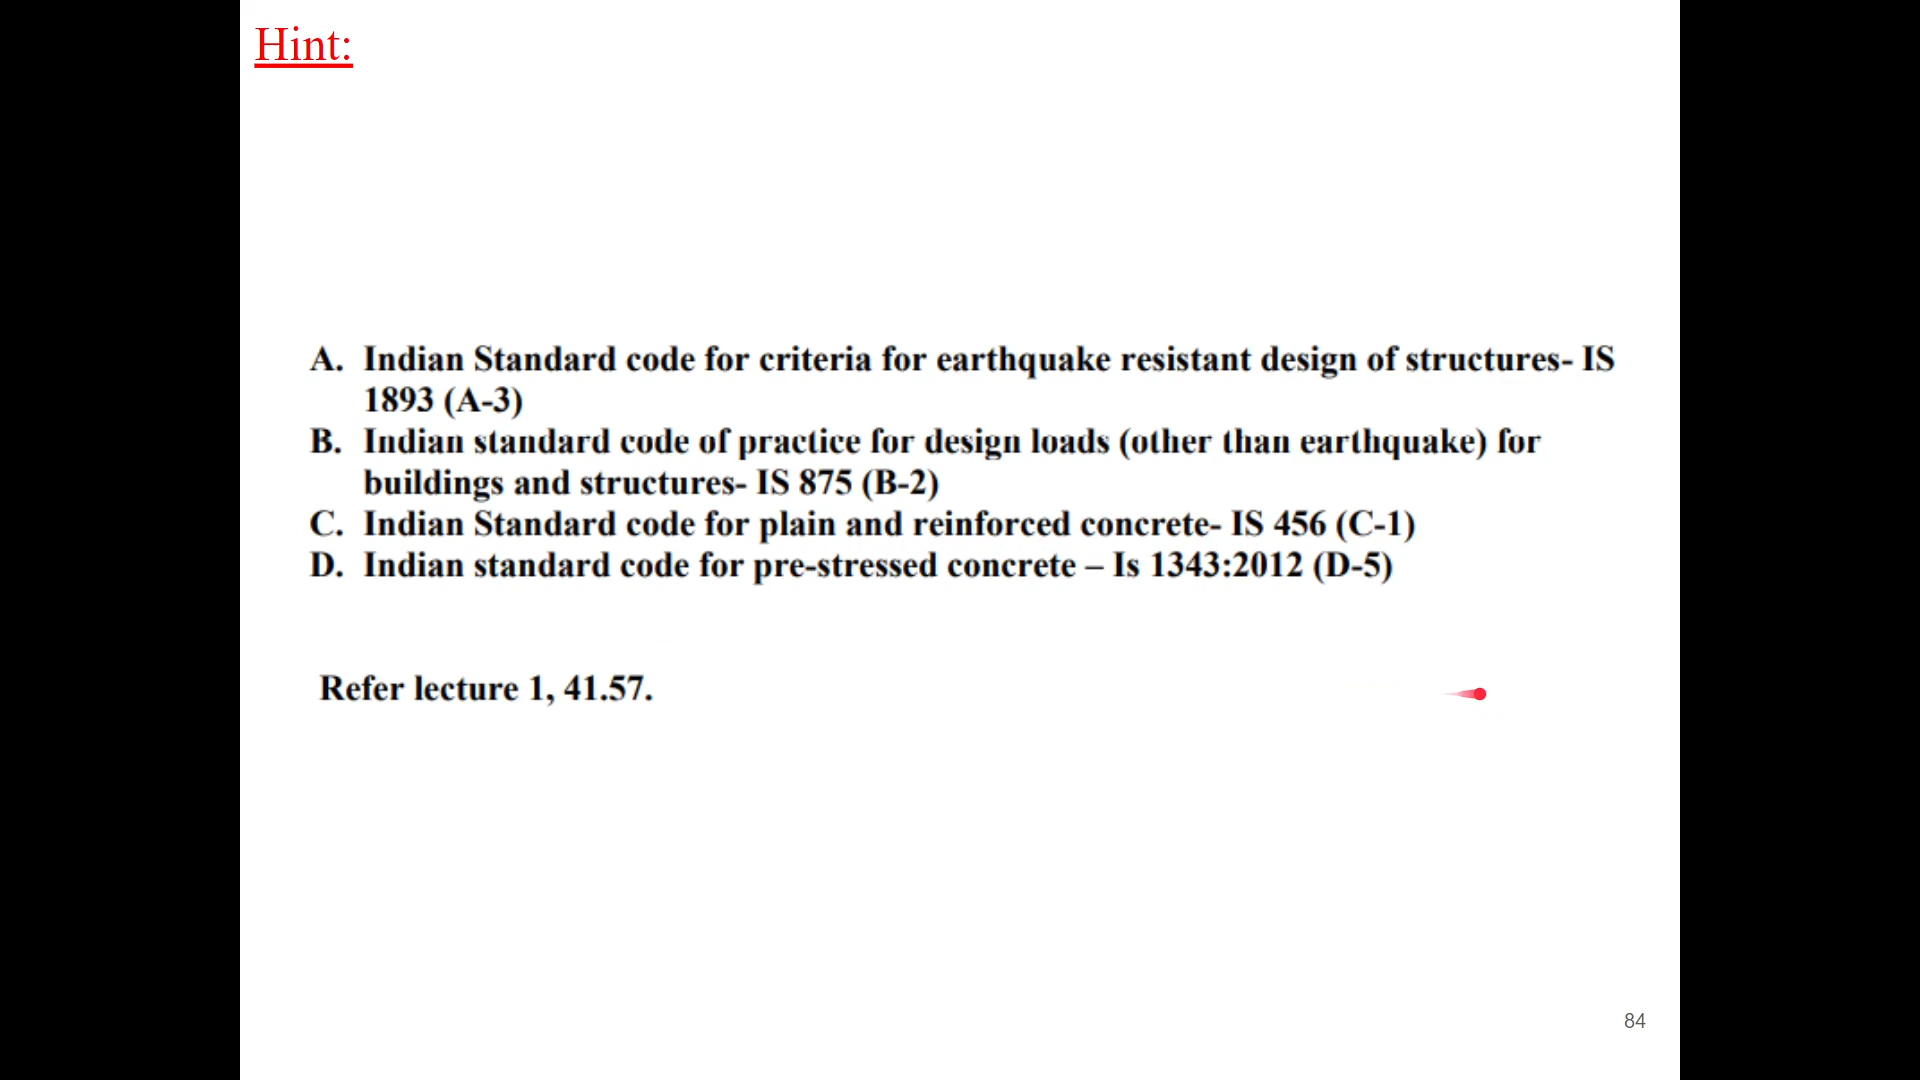 Hint:
A. Indian Standard code for criteria for earthquake resistant design of structures- IS
1893 (A-3)
B. Indian standard code of practice for design loads (other than earthquake) for
buildings and structures- IS 875 (B-2)
C. Indian Standard code for plain and reinforced concrete- IS 456 (C-1)
D. Indian standard code for pre-stressed concrete – Is 1343:2012 (D-5)
Refer lecture 1, 41.57.
84